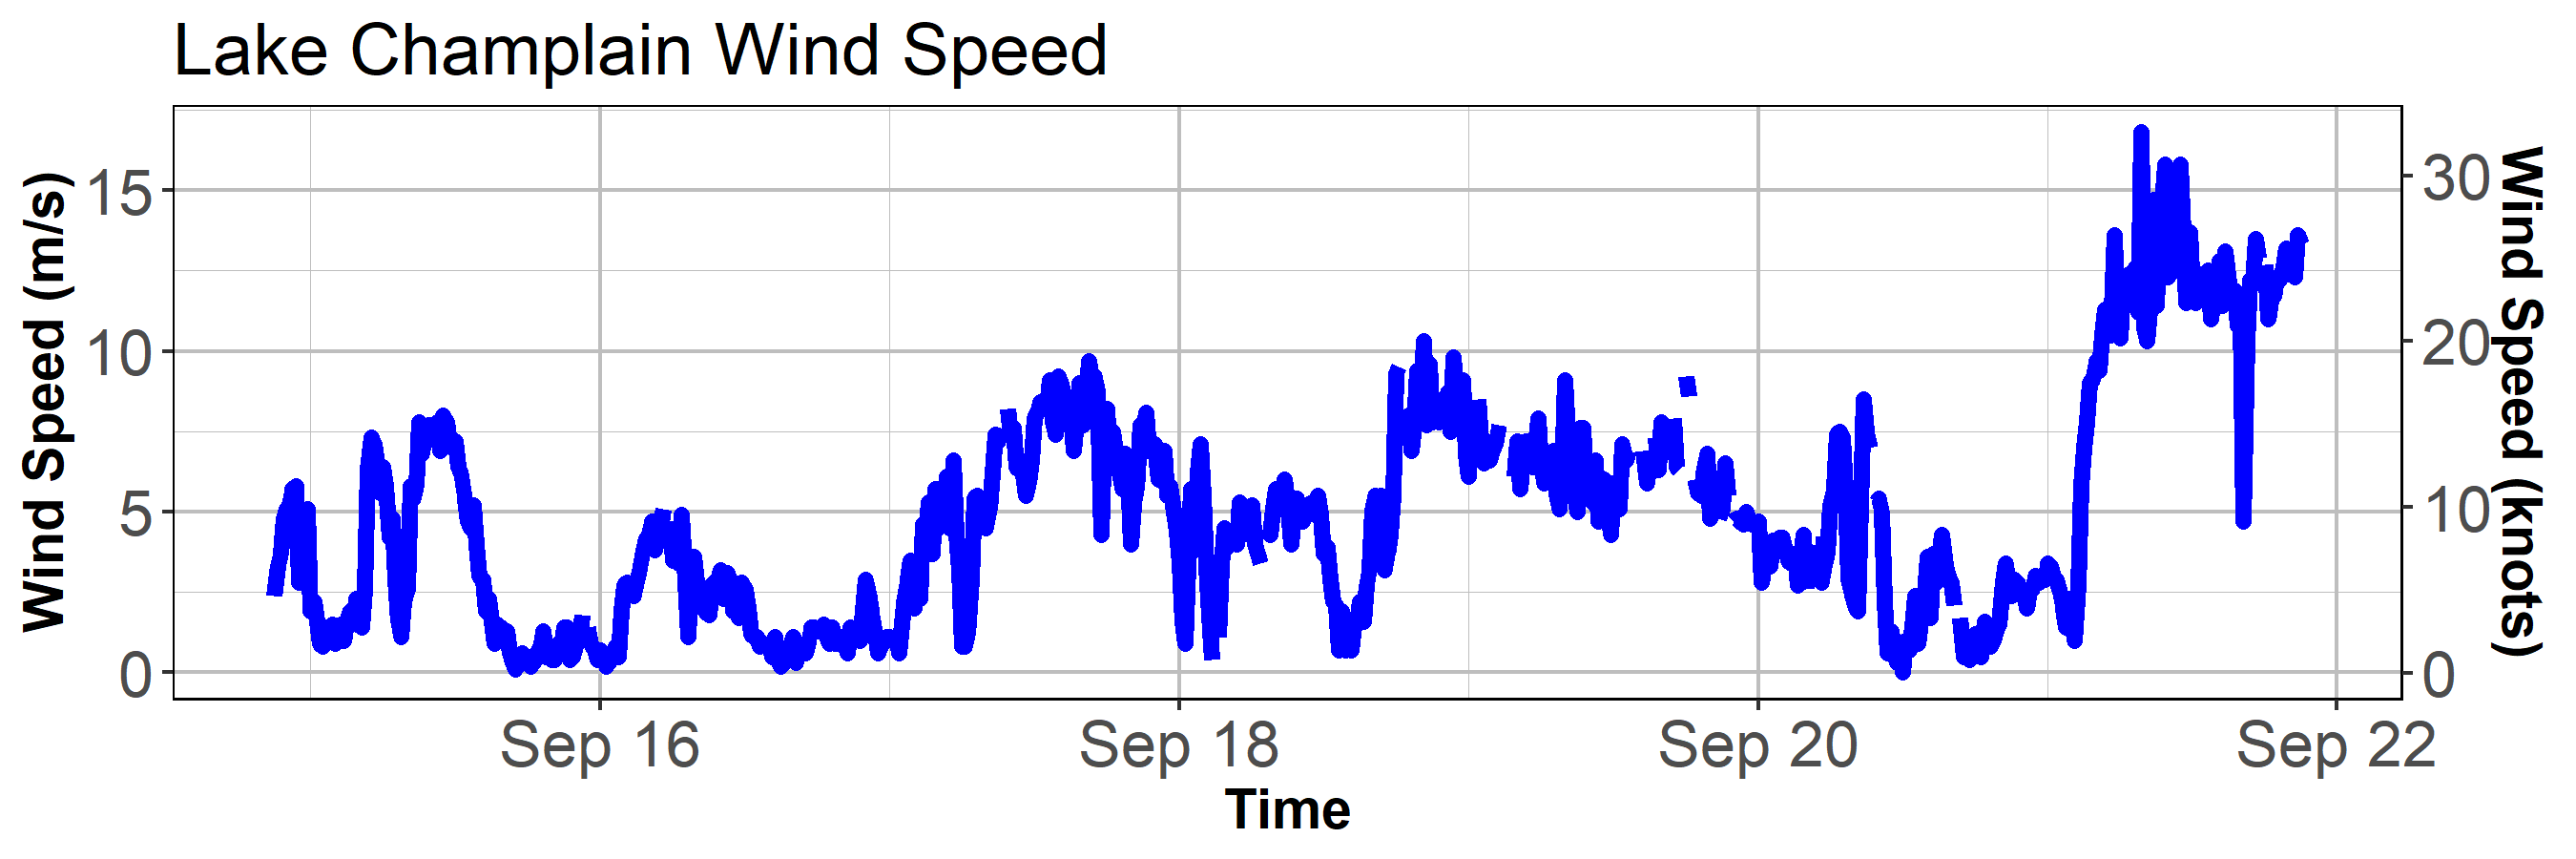 Lake Champlain Wind Speed
Wind Speed (m/s)
15
10
5
0
30
20
10
0
Wind Speed (knots)
Sep 16 Sep 18 Sep 20 Sep 22
Time